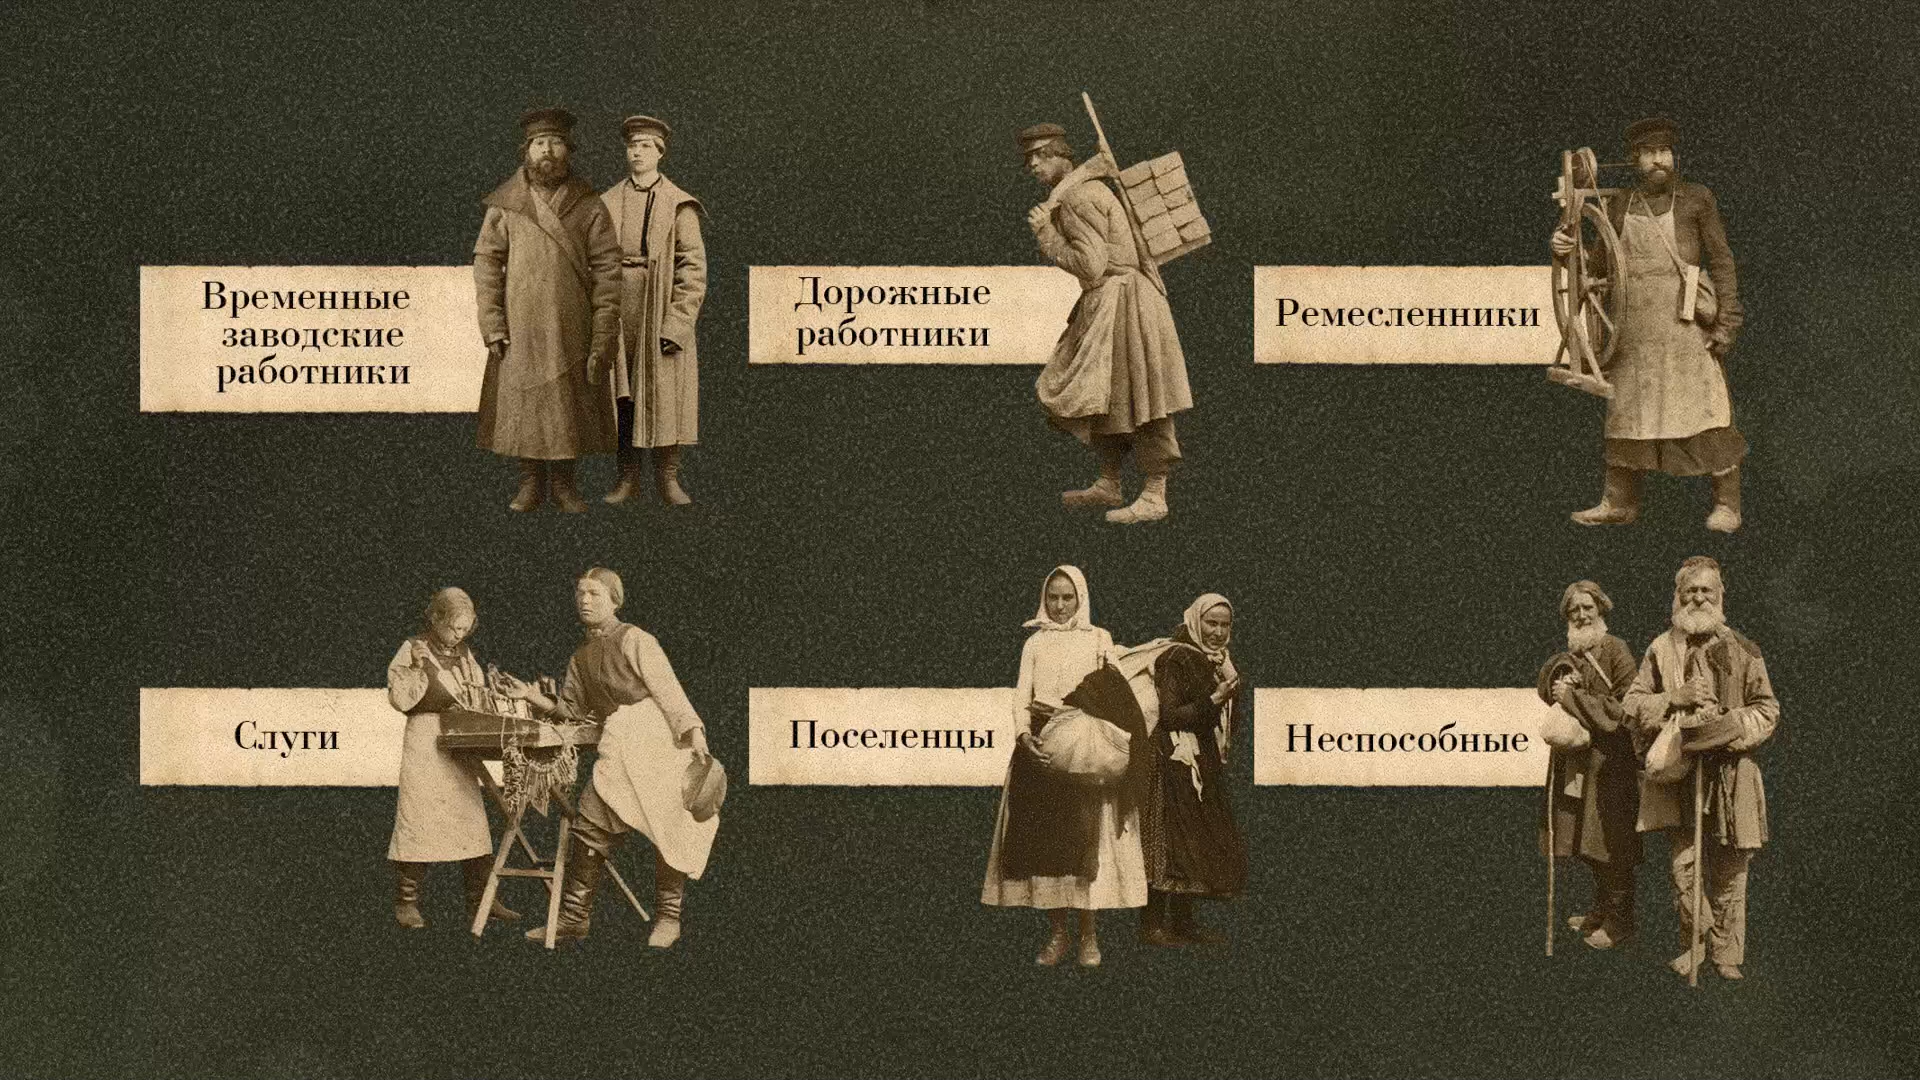 Временные
заводские
работники
Дорожные
работники
Ремесленники
Слуги
Поселенцы
Неспособные